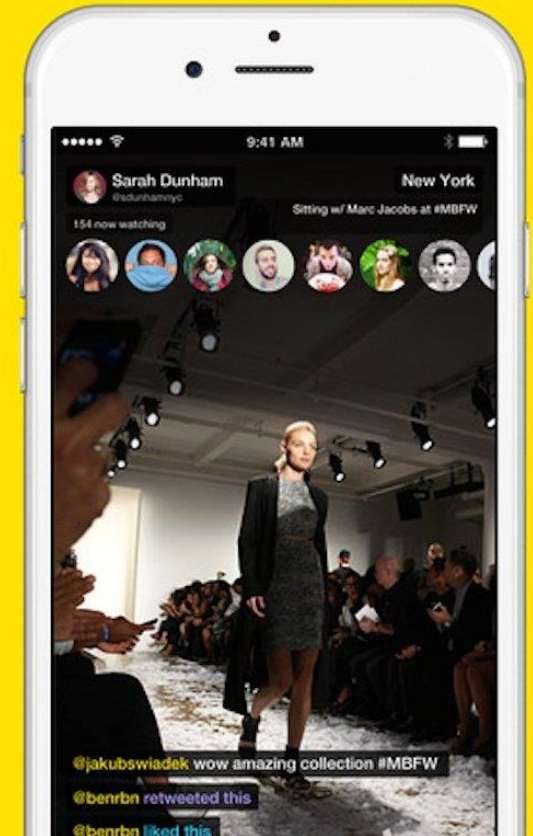 9:41 AM
Sarah Dunham
@sdunhamnyc
New York
Sitting w/ Marc Jacobs at #MBFW
154 now watching
@jakubswiadek wow amazing collection #MBFW
@benrbn retweeted this
@benrbn liked this